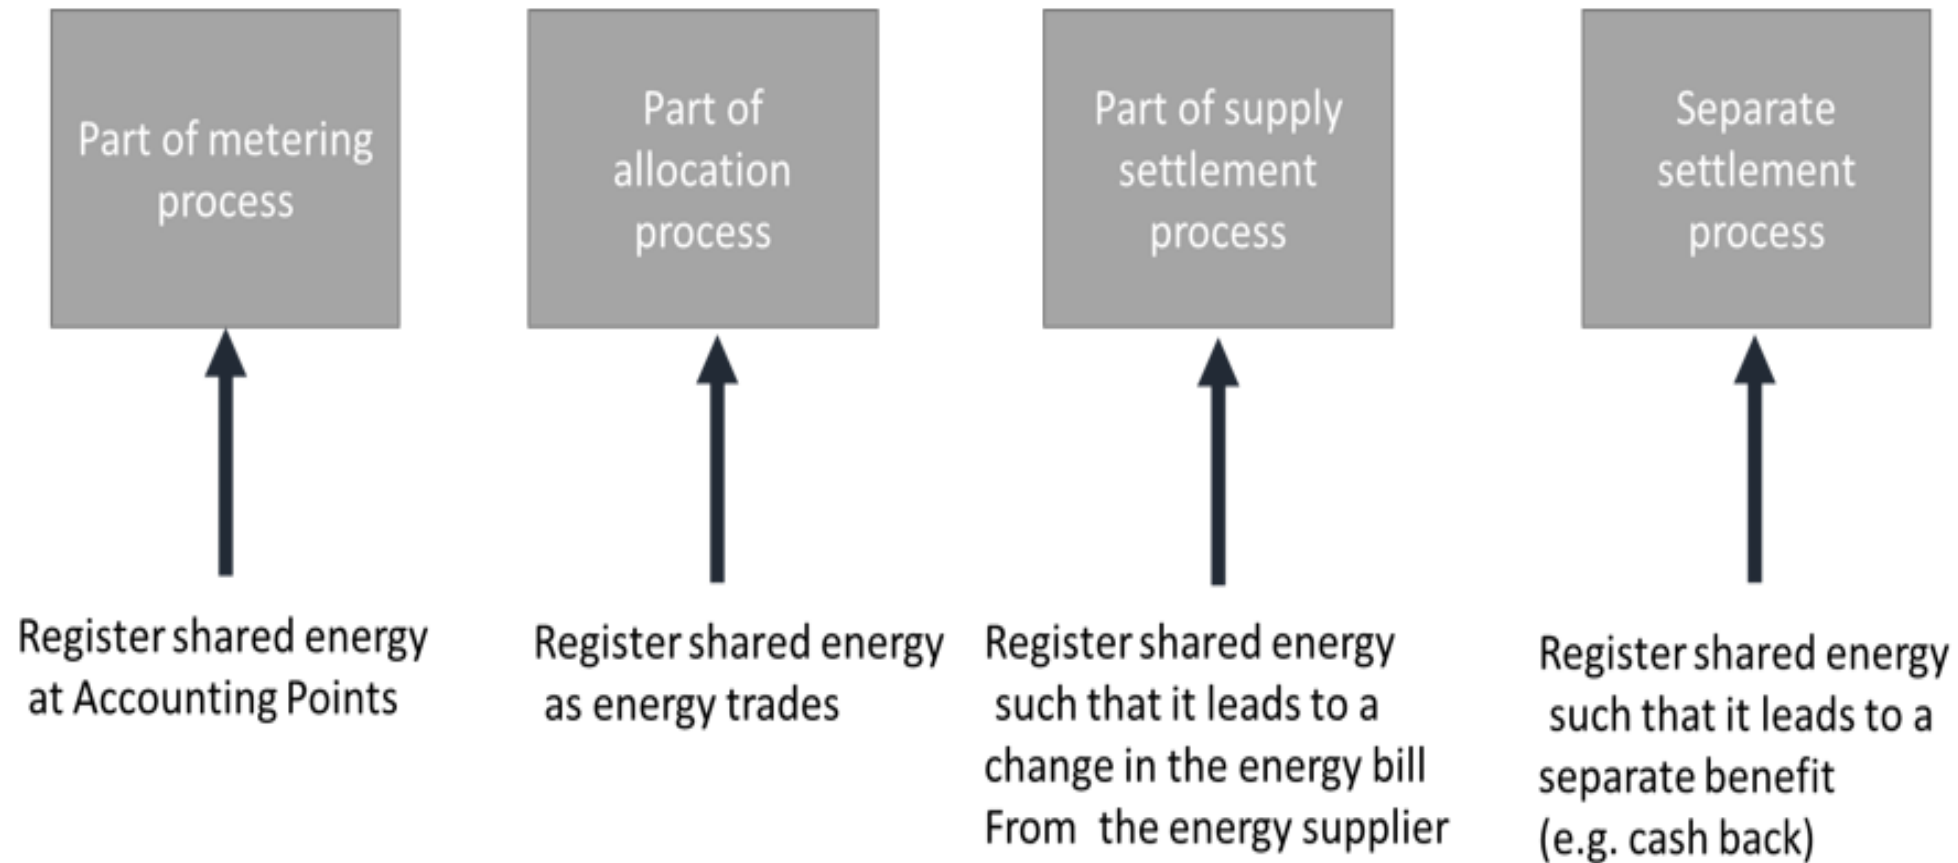 Part of metering
process
Part of
allocation
process
Part of supply
settlement
process
Separate
settlement
process
Register shared energy
at Accounting Points
Register shared energy
as energy trades
Register shared energy
such that it leads to a
change in the energy bill
From the energy supplier
Register shared energy
such that it leads to a
separate benefit
(e.g. cash back)